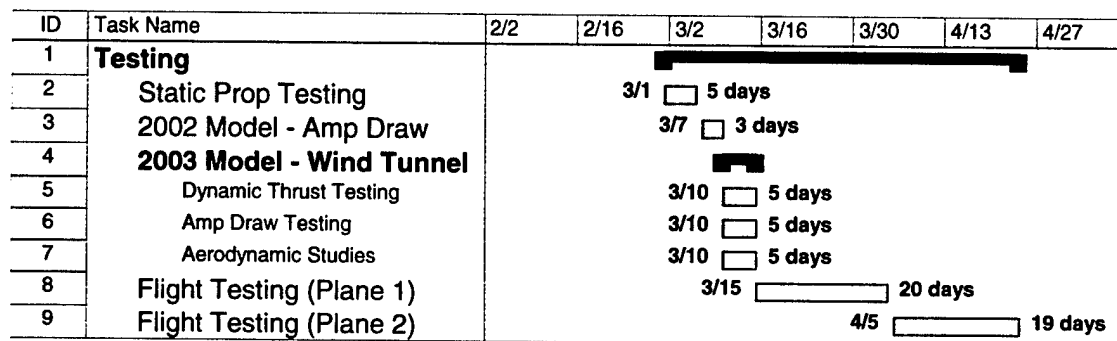 ID Task Name 2/2 2/16 3/2 3/16 3/30 4/13 4/27
1 Testing
2 Static Prop Testing 3/1 5 days
3 2002 Model - Amp Draw 3/7 3 days
4 2003 Model - Wind Tunnel
5 Dynamic Thrust Testing 3/10 5 days
6 Amp Draw Testing 3/10 5 days
7 Aerodynamic Studies 3/10 5 days
8 Flight Testing (Plane 1) 3/15 20 days
9 Flight Testing (Plane 2) 4/5 19 days